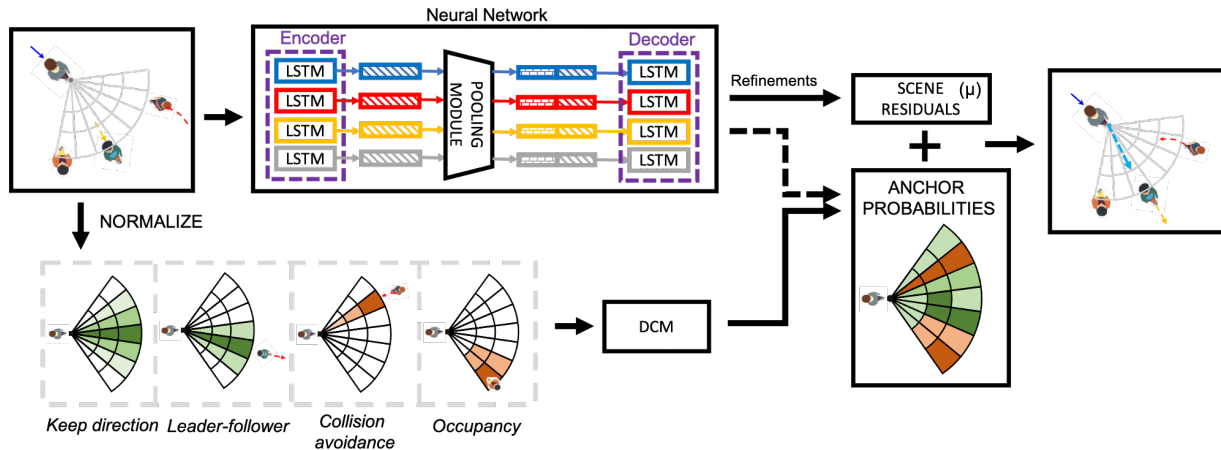 Neural Network
Encoder
Decoder
LSTM
LSTM
LSTM
LSTM
POOLING
MODULE
LSTM
LSTM
LSTM
LSTM
Refinements
SCENE (μ)
RESIDUALS
+
ANCHOR
PROBABILITIES
NORMALIZE
DCM
Keep direction
Leader-follower
Collision
avoidance
Occupancy